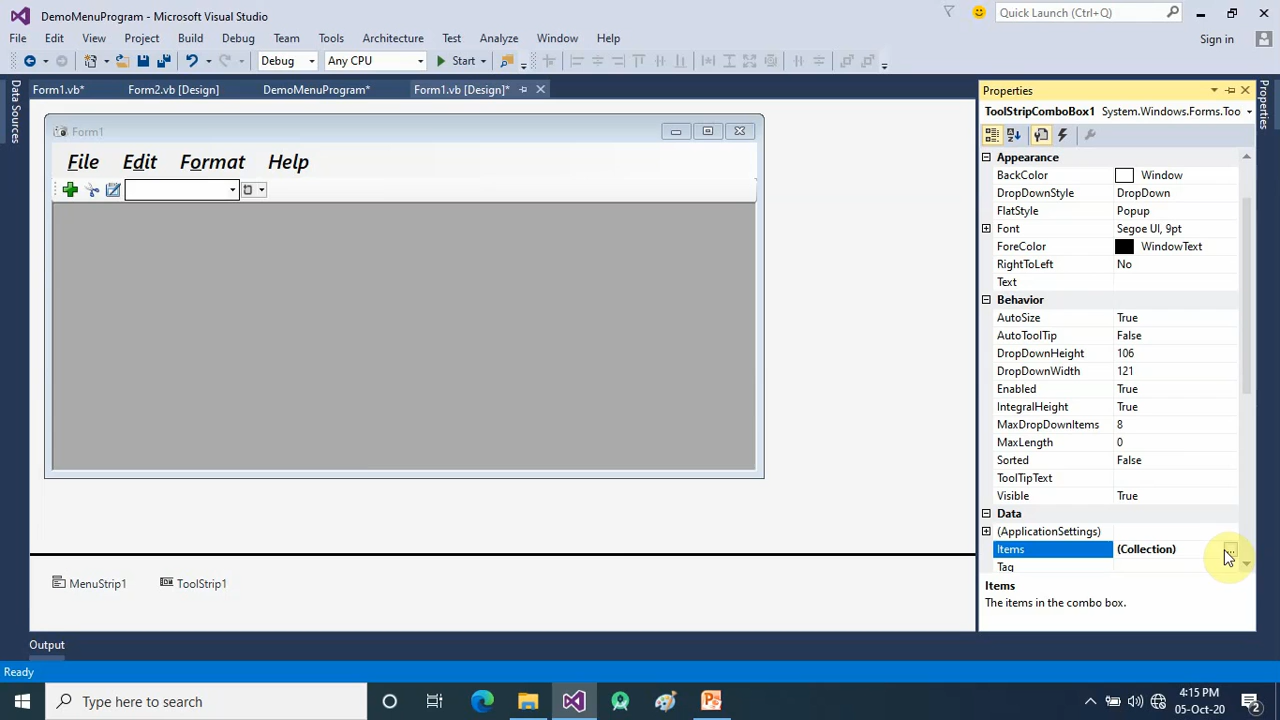 DemoMenuProgram - Microsoft Visual Studio
Quick Launch (Ctrl+Q)
File Edit View Project Build Debug Team Tools Architecture Test Analyze Window Help
Sign in
Debug Any CPU Start
Data Sources
Form1.vb* Form2.vb [Design] DemoMenuProgram* Form1.vb [Design]*
Form1
File Edit Format Help
MenuStrip1 ToolStrip1
Properties
ToolStripComboBox1 System.Windows.Forms.Too
Appearance
BackColor Window
DropDownStyle DropDown
FlatStyle Popup
Font Segoe UI, 9pt
ForeColor WindowText
RightToLeft No
Text
Behavior
AutoSize True
AutoToolTip False
DropDownHeight 106
DropDownWidth 121
Enabled True
IntegralHeight True
MaxDropDownItems 8
MaxLength 0
Sorted False
ToolTipText
Visible True
Data
(ApplicationSettings)
Items (Collection) ...
Tag
Items
The items in the combo box.
Properties
Output
Ready
Type here to search
4:15 PM
05-Oct-20
2